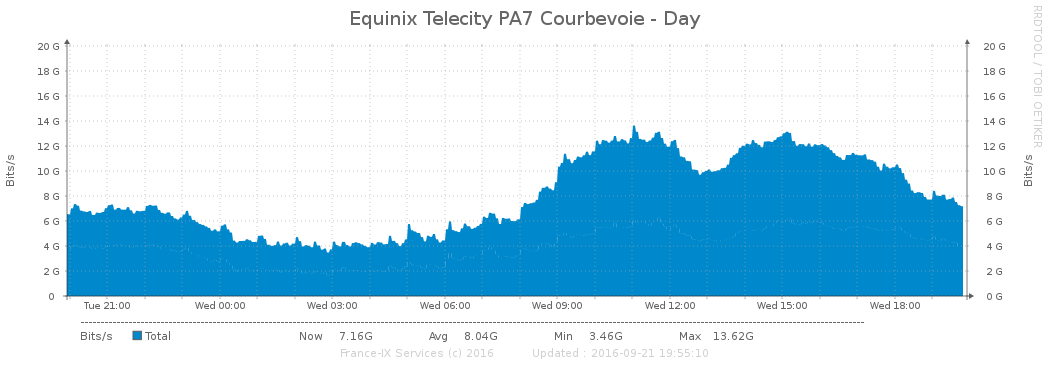 Equinix Telecity PA7 Courbevoie - Day
RRDTOOL / TOBI OETIKER
Bits/s
20 G 20 G
18 G 18 G
16 G 16 G
14 G 14 G
12 G 12 G
10 G 10 G
8 G 8 G
6 G 6 G
4 G 4 G
2 G 2 G
0 0 G
Bits/s
Tue 21:00 Wed 00:00 Wed 03:00 Wed 06:00 Wed 09:00 Wed 12:00 Wed 15:00 Wed 18:00
Bits/s Total Now 7.16G Avg 8.04G Min 3.46G Max 13.62G
France-IX Services (c) 2016 Updated : 2016-09-21 19:55:10